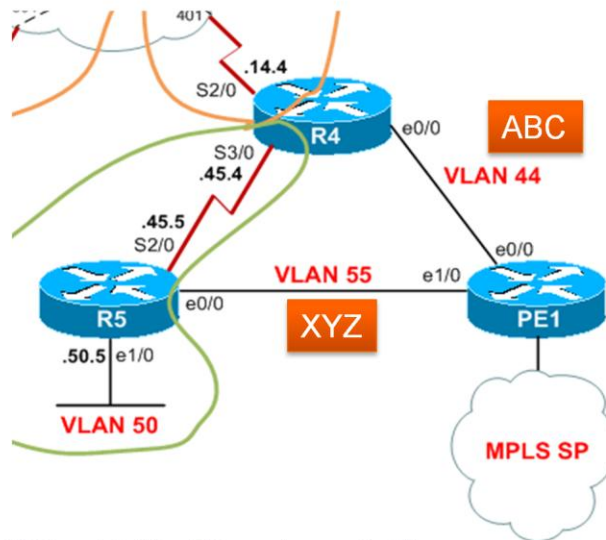 401
.14.4
S2/0
R4
e0/0
ABC
S3/0
.45.4
VLAN 44
.45.5
S2/0
e0/0
VLAN 55
e1/0
R5
e0/0
XYZ
PE1
.50.5
e1/0
VLAN 50
MPLS SP